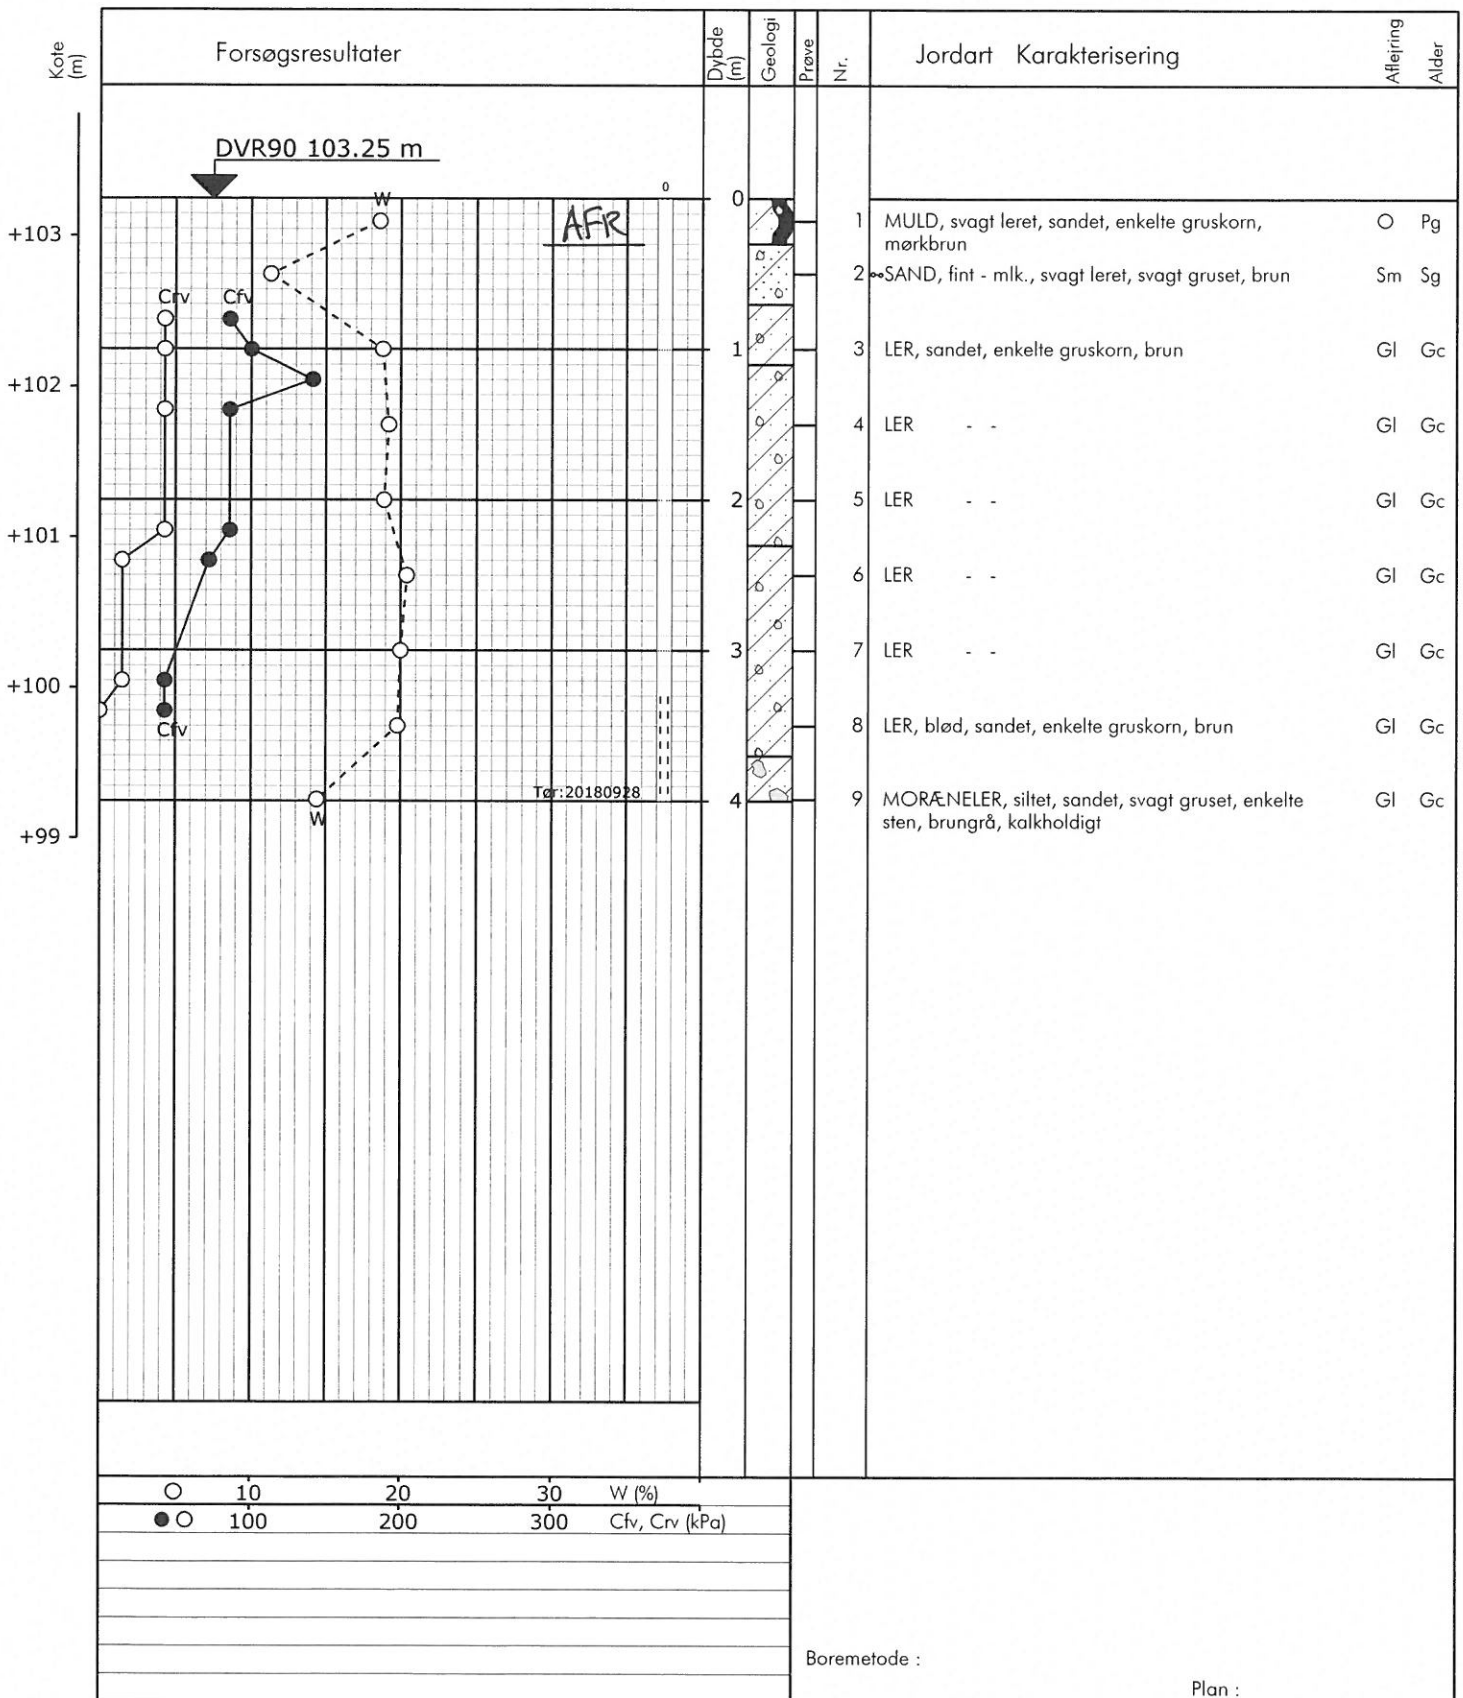 Kote (m) Forsøgsresultater Dybde (m) Geologi Prøve Nr. Jordart Karakterisering Aflejring Alder
DVR90 103.25 m
W AFR 0 0
+103 1 MULD, svagt leret, sandet, enkelte gruskorn, mørkbrun O Pg
2 SAND, fint - mlk., svagt leret, svagt gruset, brun Sm Sg
Crv Cfv
1 3 LER, sandet, enkelte gruskorn, brun Gl Gc
+102
4 LER - - Gl Gc
2 5 LER - - Gl Gc
+101
6 LER - - Gl Gc
3 7 LER - - Gl Gc
+100
Cfv 8 LER, blød, sandet, enkelte gruskorn, brun Gl Gc
Tør:20180928 4 9 MORÆNELER, siltet, sandet, svagt gruset, enkelte Gl Gc
W sten, brungrå, kalkholdigt
+99
10 20 30 W (%)
100 200 300 Cfv, Crv (kPa)
Boremetode :
Plan :